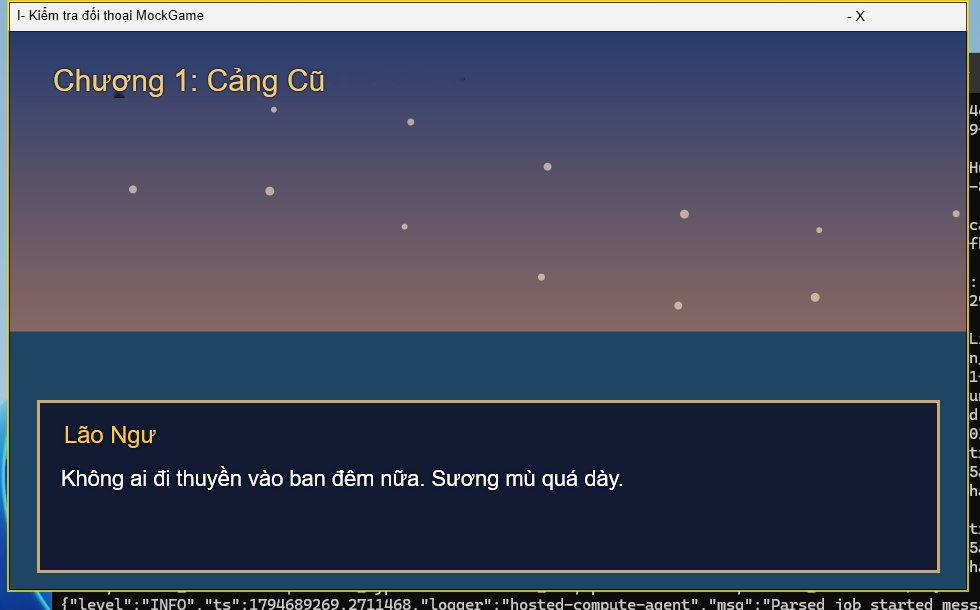 I- Kiểm tra đối thoại MockGame
- X
Chương 1: Cảng Cũ
Lão Ngư
Không ai đi thuyền vào ban đêm nữa. Sương mù quá dày.
{"level":"INFO","ts":1794689269.2711468,"logger":"hosted-compute-agent","msg":"Parsed job started me